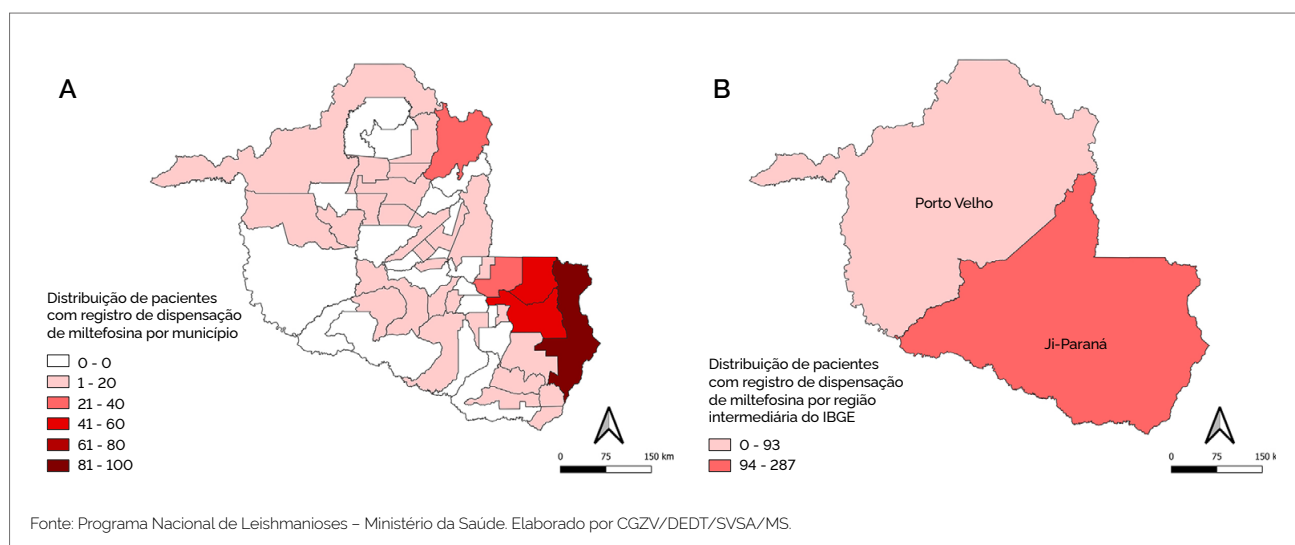 A
Distribuição de pacientes
com registro de dispensação
de miltefosina por município
0 - 0
1 - 20
21 - 40
41 - 60
61 - 80
81 - 100
0 75 150 km
B
Porto Velho
Ji-Paraná
Distribuição de pacientes
com registro de dispensação
de miltefosina por região
intermediária do IBGE
0 - 93
94 - 287
0 75 150 k
Fonte: Programa Nacional de Leishmanioses – Ministério da Saúde. Elaborado por CGZV/DEDT/SVSA/MS.